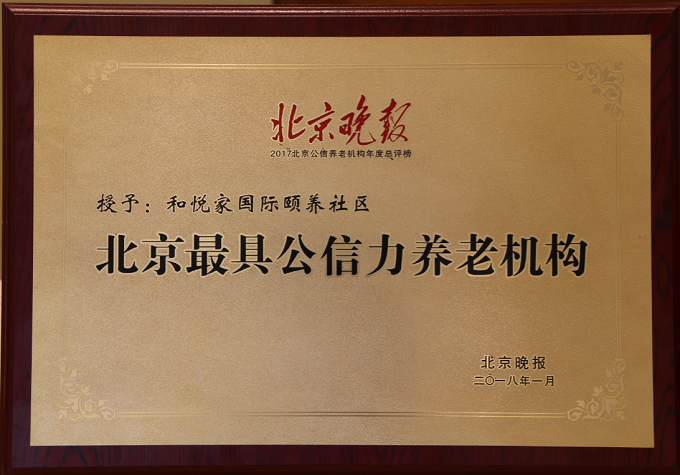 北京晚报
2017北京公信养老机构年度总评榜
授予：和悦家国际颐养社区
北京最具公信力养老机构
北京晚报
二〇一八年一月